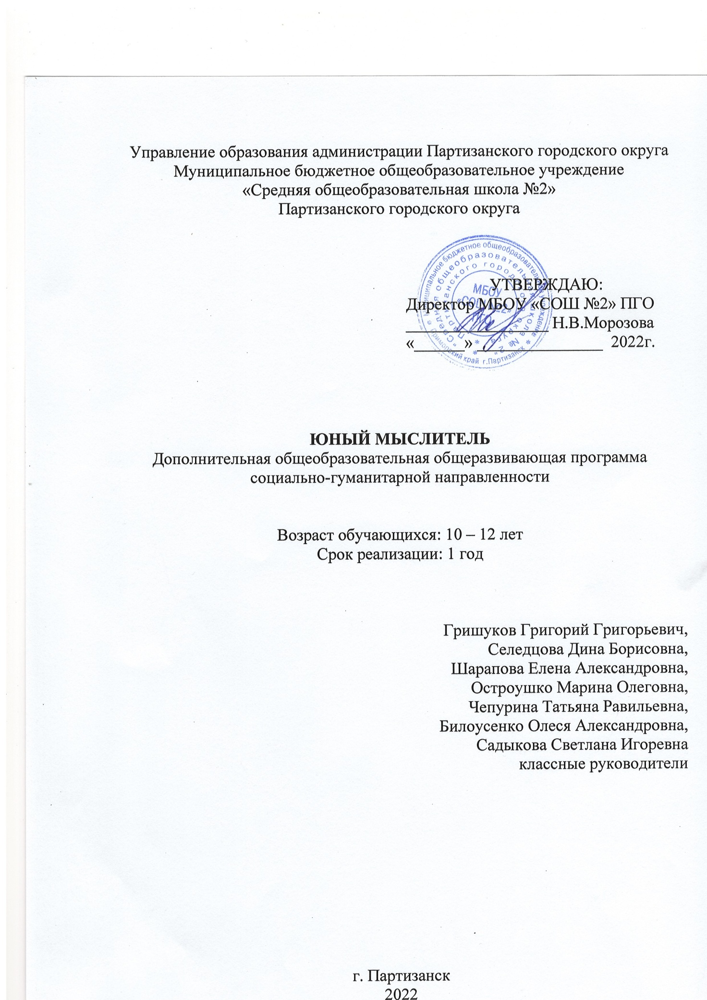 Управление образования администрации Партизанского городского округа
Муниципальное бюджетное общеобразовательное учреждение
«Средняя общеобразовательная школа №2»
Партизанского городского округа
Муниципальное бюджетное общеобразовательное учреждение
Приморский край г.Партизанск
"Средняя общеобразовательная школа № 2"
Партизанского городского округа
МБОУ
«СОШ №2»
ПГО
УТВЕРЖДАЮ:
Директор МБОУ «СОШ №2» ПГО
_________________ Н.В.Морозова
«______» _______________ 2022г.
ЮНЫЙ МЫСЛИТЕЛЬ
Дополнительная общеобразовательная общеразвивающая программа
социально-гуманитарной направленности
Возраст обучающихся: 10 – 12 лет
Срок реализации: 1 год
Гришуков Григорий Григорьевич,
Селедцова Дина Борисовна,
Шарапова Елена Александровна,
Остроушко Марина Олеговна,
Чепурина Татьяна Равильевна,
Билоусенко Олеся Александровна,
Садыкова Светлана Игоревна
классные руководители
г. Партизанск
2022